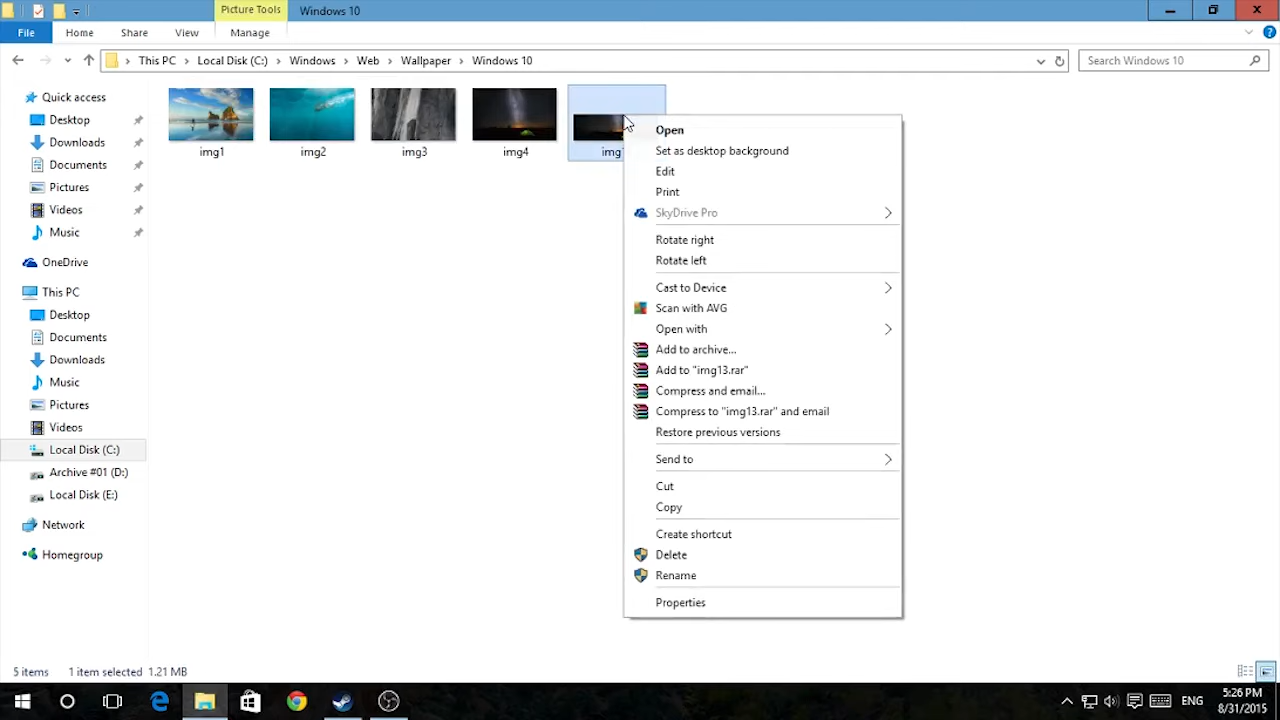 Picture Tools
Windows 10
File
Home
Share
View
Manage
This PC
Local Disk (C:)
Windows
Web
Wallpaper
Windows 10
Search Windows 10
Quick access
Desktop
Downloads
Documents
Pictures
Videos
Music
OneDrive
This PC
Desktop
Documents
Downloads
Music
Pictures
Videos
Local Disk (C:)
Archive #01 (D:)
Local Disk (E:)
Network
Homegroup
img1
img2
img3
img4
img
Open
Set as desktop background
Edit
Print
SkyDrive Pro
Rotate right
Rotate left
Cast to Device
Scan with AVG
Open with
Add to archive...
Add to "img13.rar"
Compress and email...
Compress to "img13.rar" and email
Restore previous versions
Send to
Cut
Copy
Create shortcut
Delete
Rename
Properties
5 items
1 item selected 1.21 MB
ENG
5:26 PM
8/31/2015